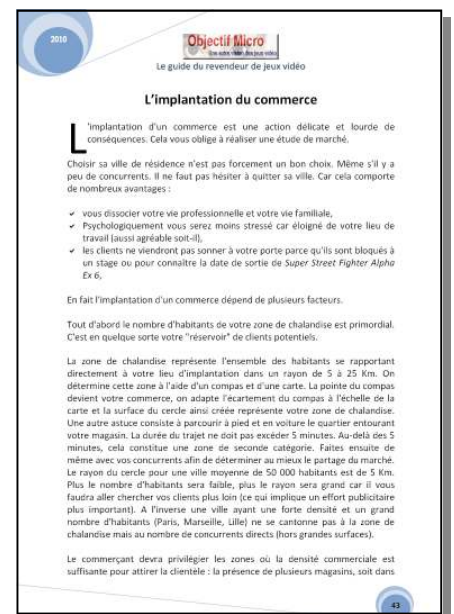 2010
Objectif Micro
Une autre vision des jeux vidéo
Le guide du revendeur de jeux vidéo
L'implantation du commerce
L'implantation d'un commerce est une action délicate et lourde de
conséquences. Cela vous oblige à réaliser une étude de marché.
Choisir sa ville de résidence n'est pas forcement un bon choix. Même s'il y a
peu de concurrents. Il ne faut pas hésiter à quitter sa ville. Car cela comporte
de nombreux avantages :
✓ vous dissocier votre vie professionnelle et votre vie familiale,
✓ Psychologiquement vous serez moins stressé car éloigné de votre lieu de
travail (aussi agréable soit-il),
✓ les clients ne viendront pas sonner à votre porte parce qu'ils sont bloqués à
un stage ou pour connaître la date de sortie de Super Street Fighter Alpha
Ex 6,
En fait l'implantation d'un commerce dépend de plusieurs facteurs.
Tout d'abord le nombre d'habitants de votre zone de chalandise est primordial.
C'est en quelque sorte votre "réservoir" de clients potentiels.
La zone de chalandise représente l'ensemble des habitants se rapportant
directement à votre lieu d'implantation dans un rayon de 5 à 25 Km. On
détermine cette zone à l'aide d'un compas et d'une carte. La pointe du compas
devient votre commerce, on adapte l'écartement du compas à l'échelle de la
carte et la surface du cercle ainsi créée représente votre zone de chalandise.
Une autre astuce consiste à parcourir à pied et en voiture le quartier entourant
votre magasin. La durée du trajet ne doit pas excéder 5 minutes. Au-delà des 5
minutes, cela constitue une zone de seconde catégorie. Faites ensuite de
même avec vos concurrents afin de déterminer au mieux le partage du marché.
Le rayon du cercle pour une ville moyenne de 50 000 habitants est de 5 Km.
Plus le nombre d'habitants sera faible, plus le rayon sera grand car il vous
faudra aller chercher vos clients plus loin (ce qui implique un effort publicitaire
plus important). A l'inverse une ville ayant une forte densité et un grand
nombre d'habitants (Paris, Marseille, Lille) ne se cantonne pas à la zone de
chalandise mais au nombre de concurrents directs (hors grandes surfaces).
Le commerçant devra privilégier les zones où la densité commerciale est
suffisante pour attirer la clientèle : la présence de plusieurs magasins, soit dans
43